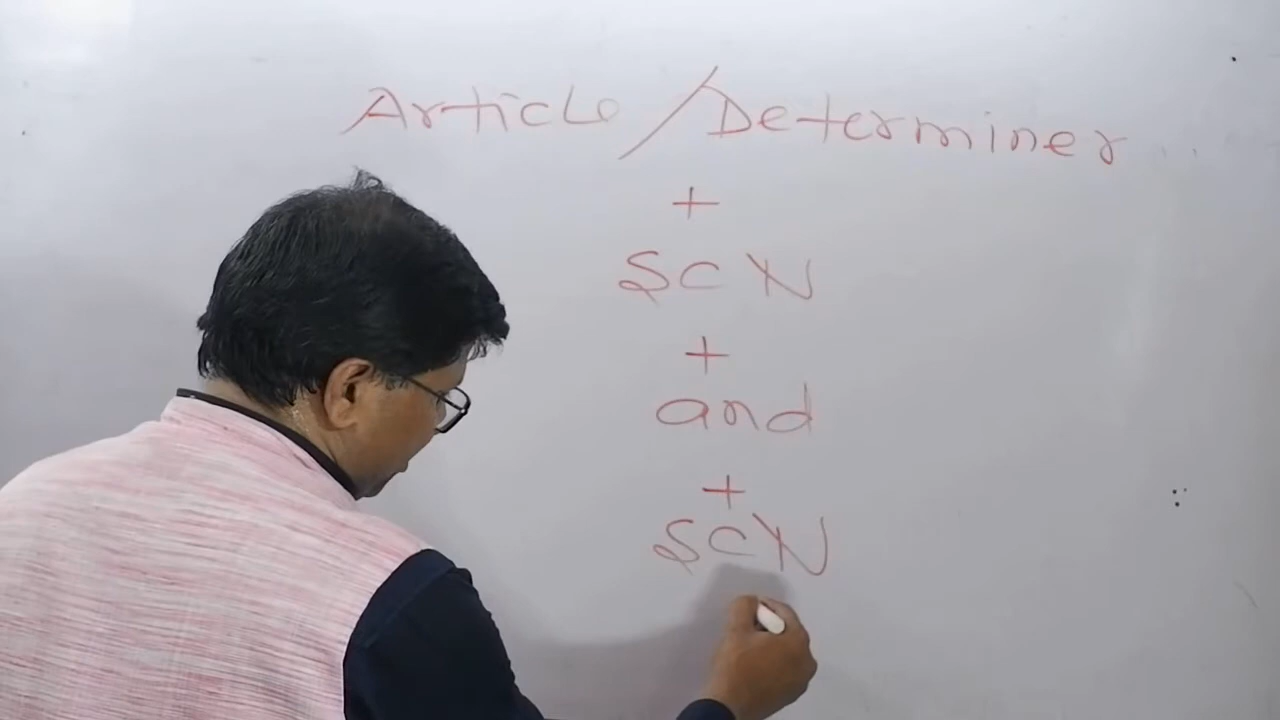 Article/Determiner
+
SCN
+
and
+
SCN